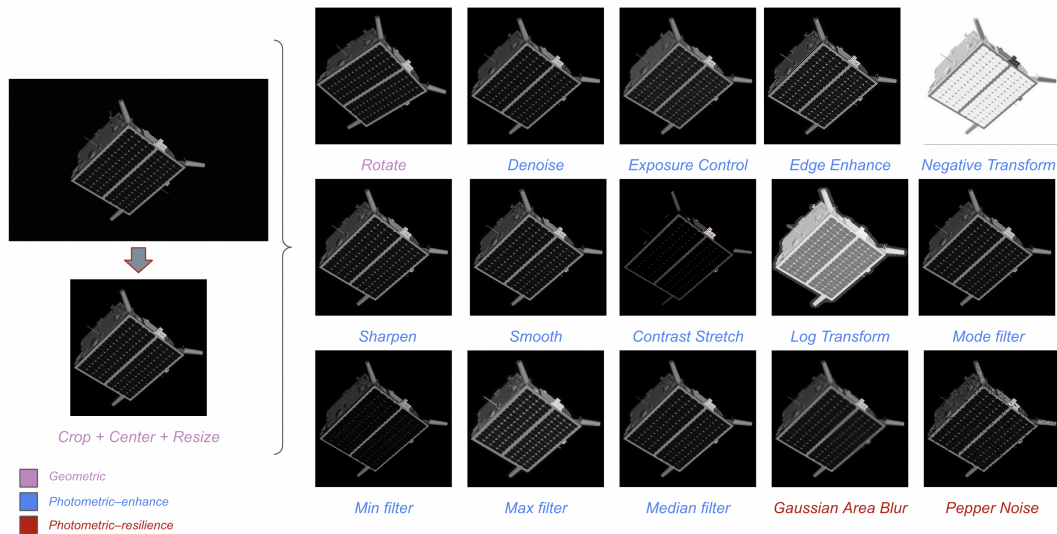 Rotate
Denoise
Exposure Control
Edge Enhance
Negative Transform
Sharpen
Smooth
Contrast Stretch
Log Transform
Mode filter
Crop + Center + Resize
Min filter
Max filter
Median filter
Gaussian Area Blur
Pepper Noise
Geometric
Photometric–enhance
Photometric–resilience